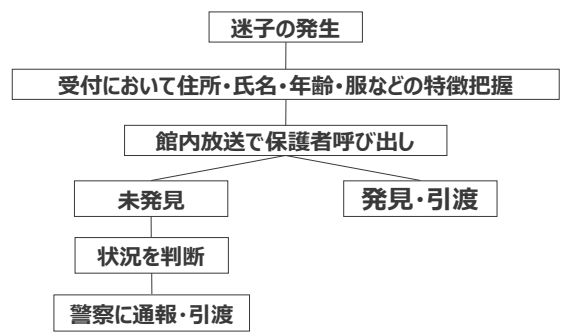 迷子の発生
受付において住所・氏名・年齢・服などの特徴把握
館内放送で保護者呼び出し
未発見
発見・引渡
状況を判断
警察に通報・引渡